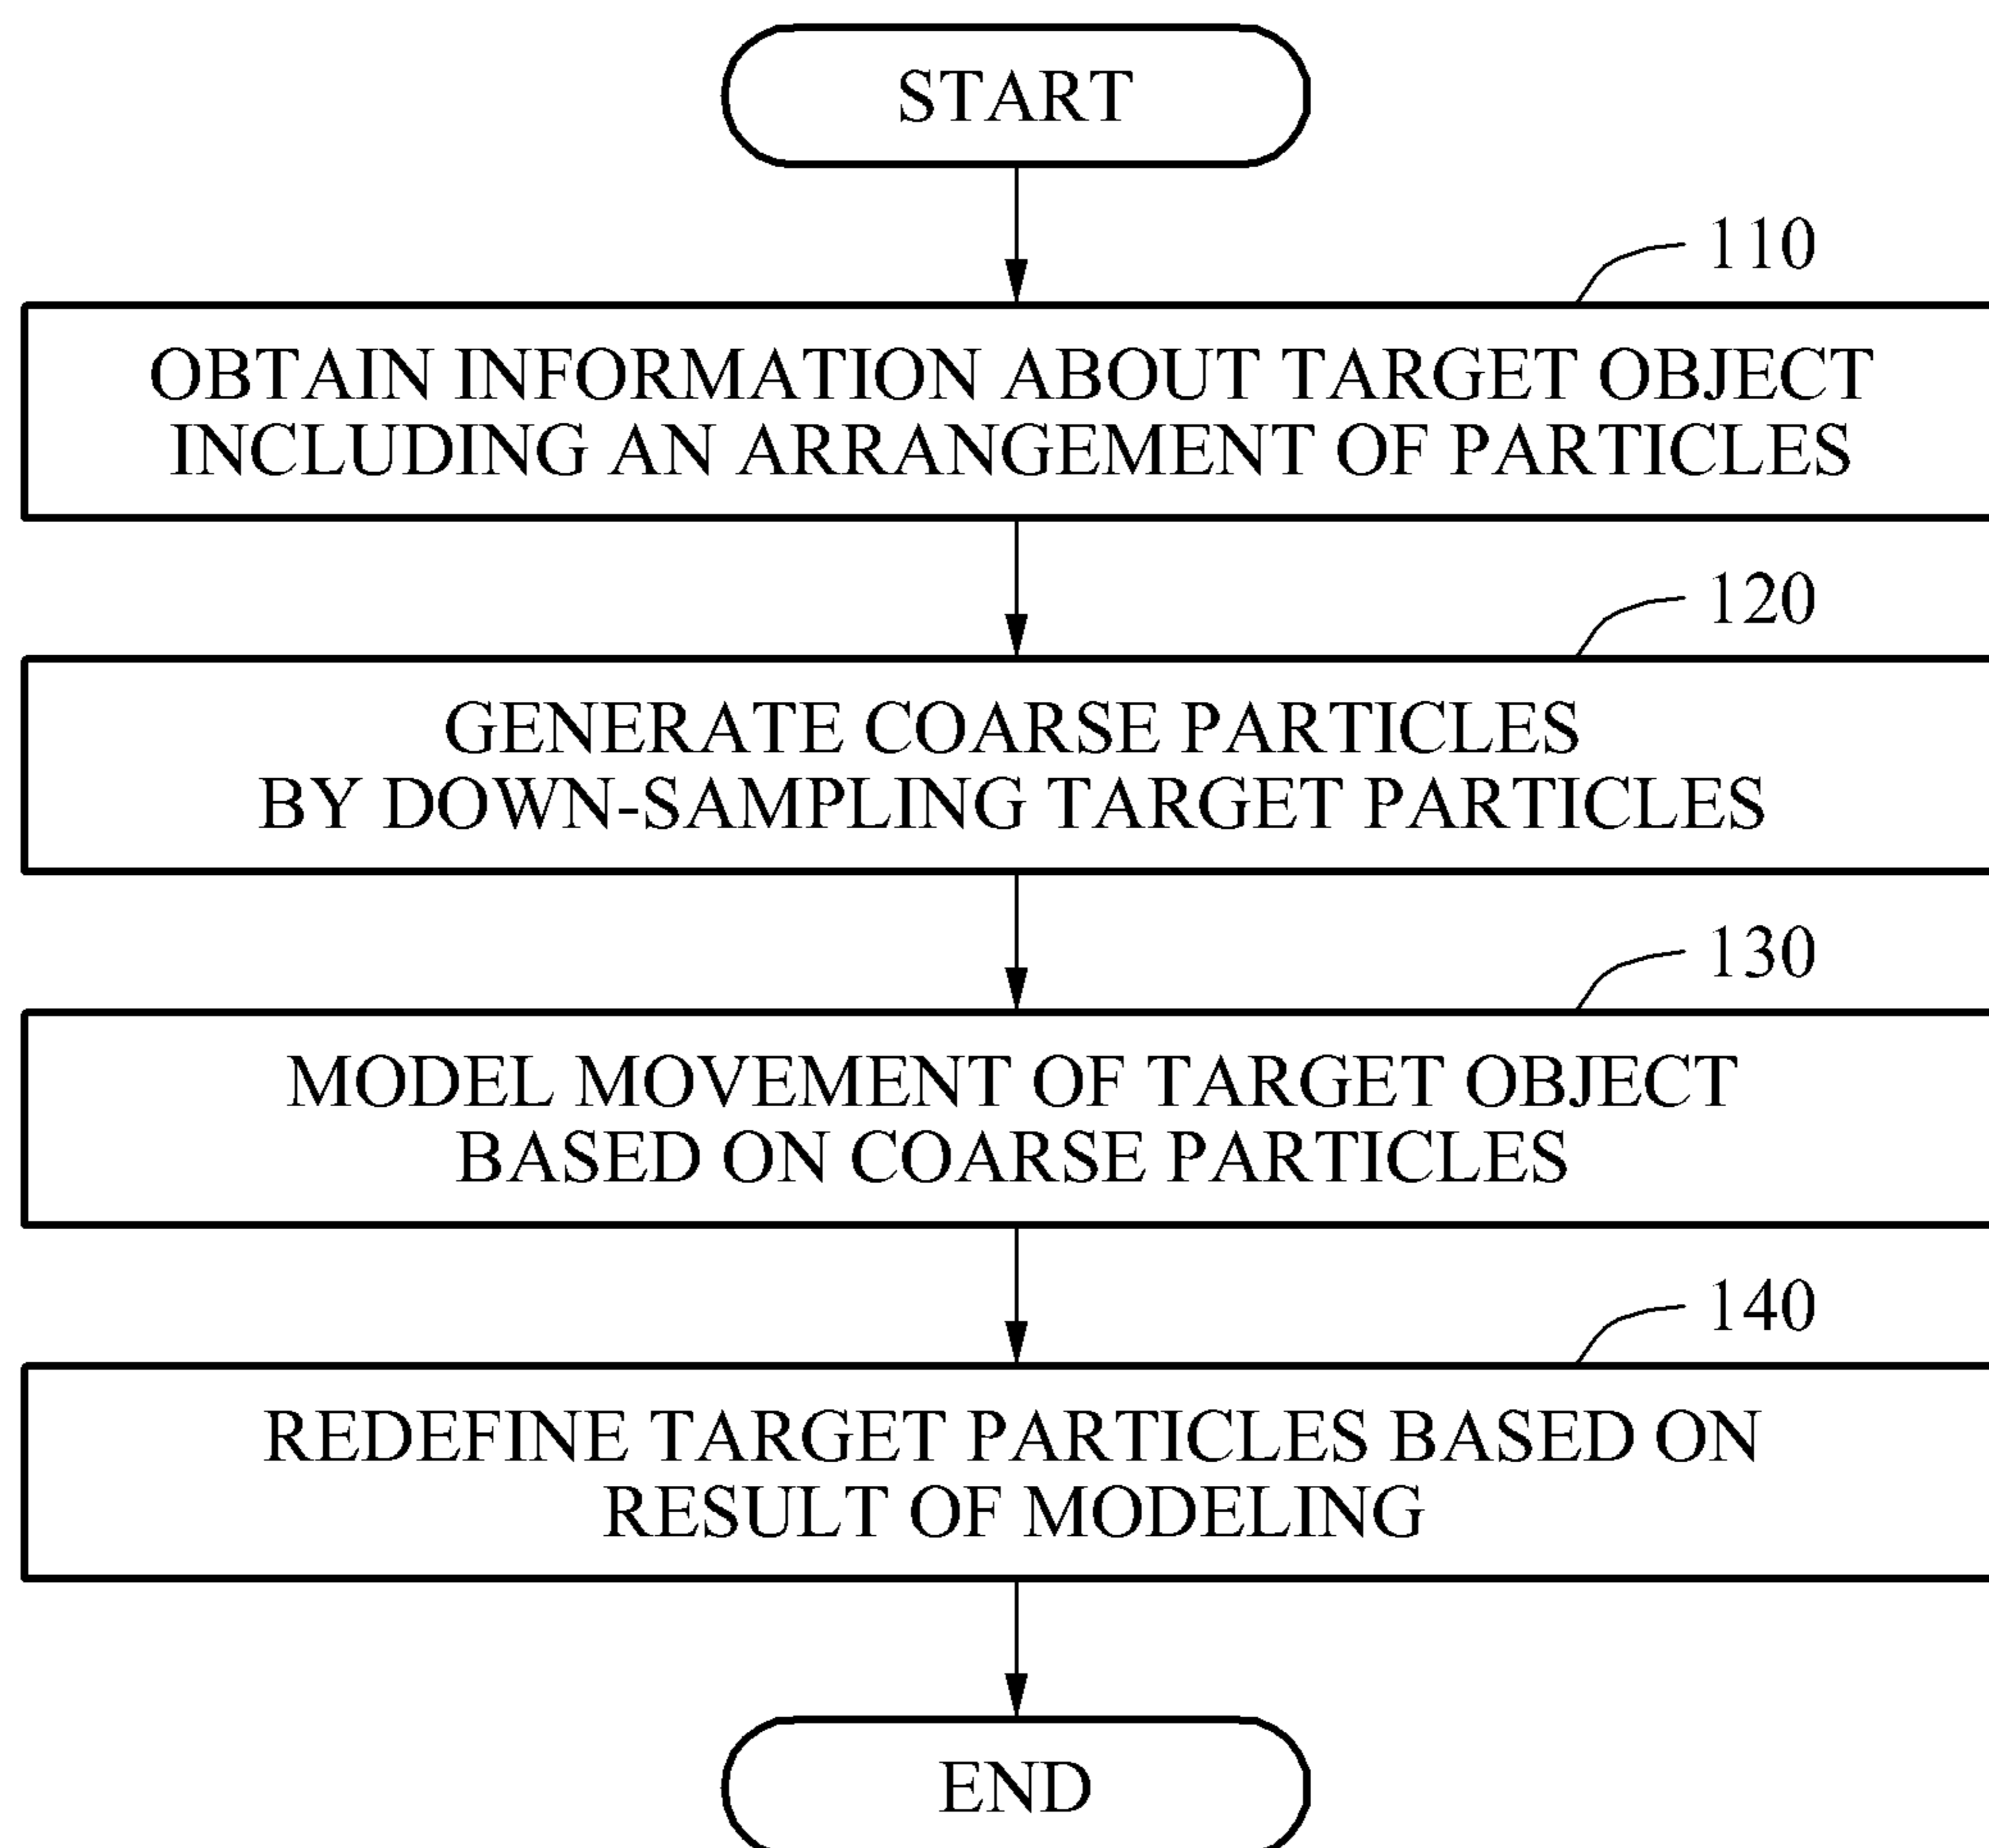 START
110
OBTAIN INFORMATION ABOUT TARGET OBJECT
INCLUDING AN ARRANGEMENT OF PARTICLES
120
GENERATE COARSE PARTICLES
BY DOWN-SAMPLING TARGET PARTICLES
130
MODEL MOVEMENT OF TARGET OBJECT
BASED ON COARSE PARTICLES
140
REDEFINE TARGET PARTICLES BASED ON
RESULT OF MODELING
END